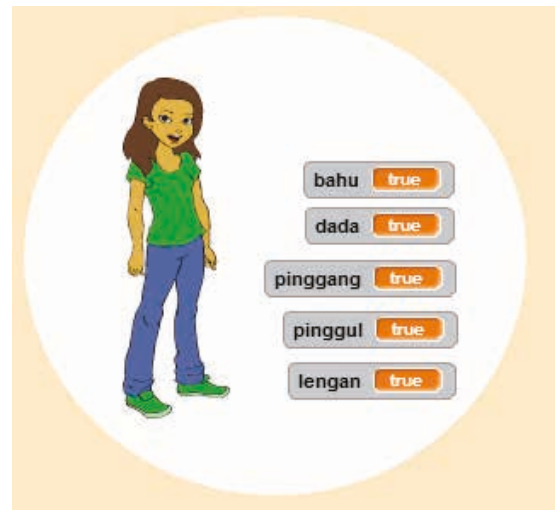 bahu true
dada true
pinggang true
pinggul true
lengan true